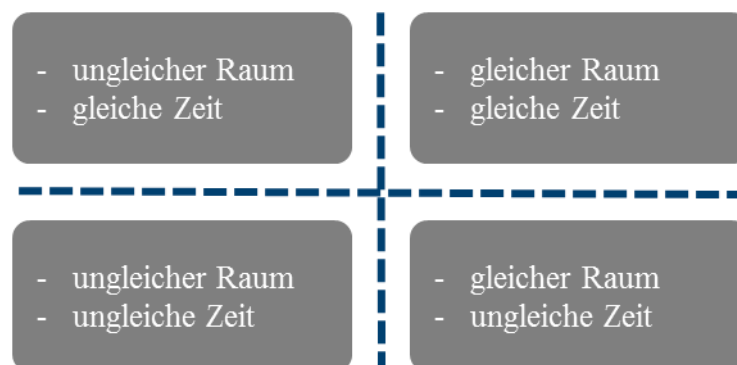 - ungleicher Raum
- gleiche Zeit
- gleicher Raum
- gleiche Zeit
- ungleicher Raum
- ungleiche Zeit
- gleicher Raum
- ungleiche Zeit